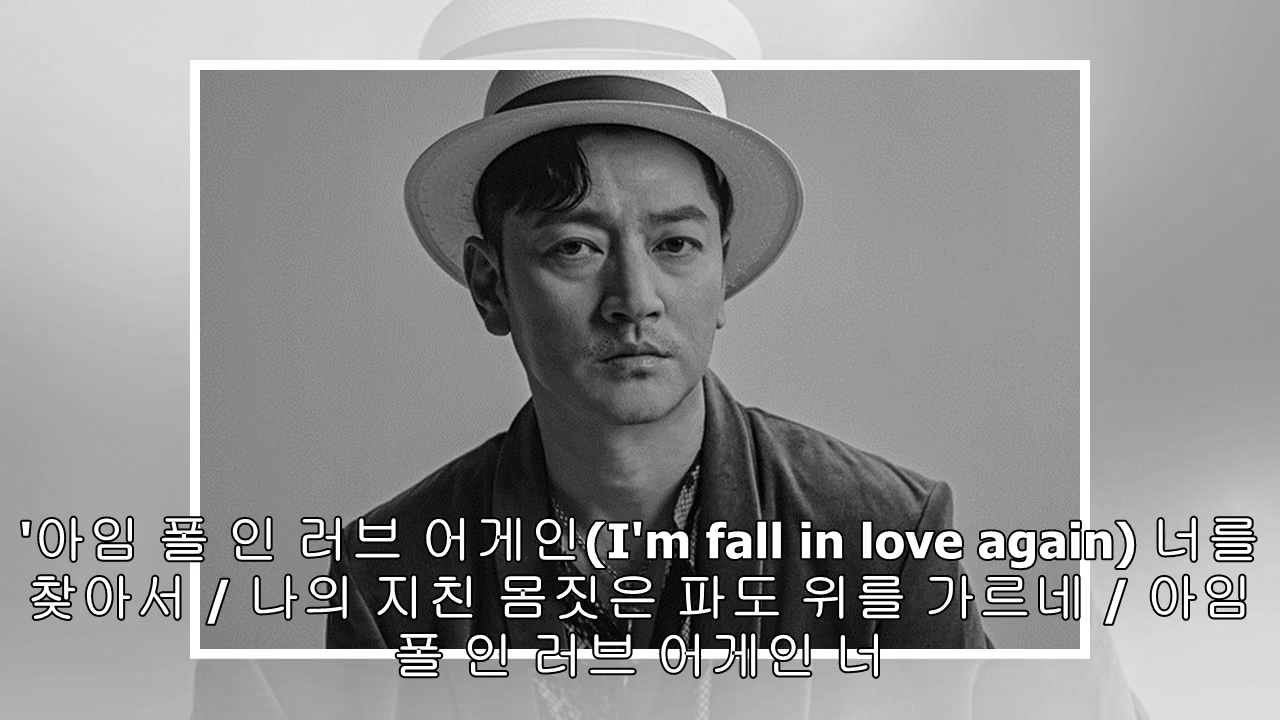 '아임 폴 인 러브 어게인(I'm fall in love again) 너를
찾아서 / 나의 지친 몸짓은 파도 위를 가르네 / 아임
폴 인 러브 어게인 너